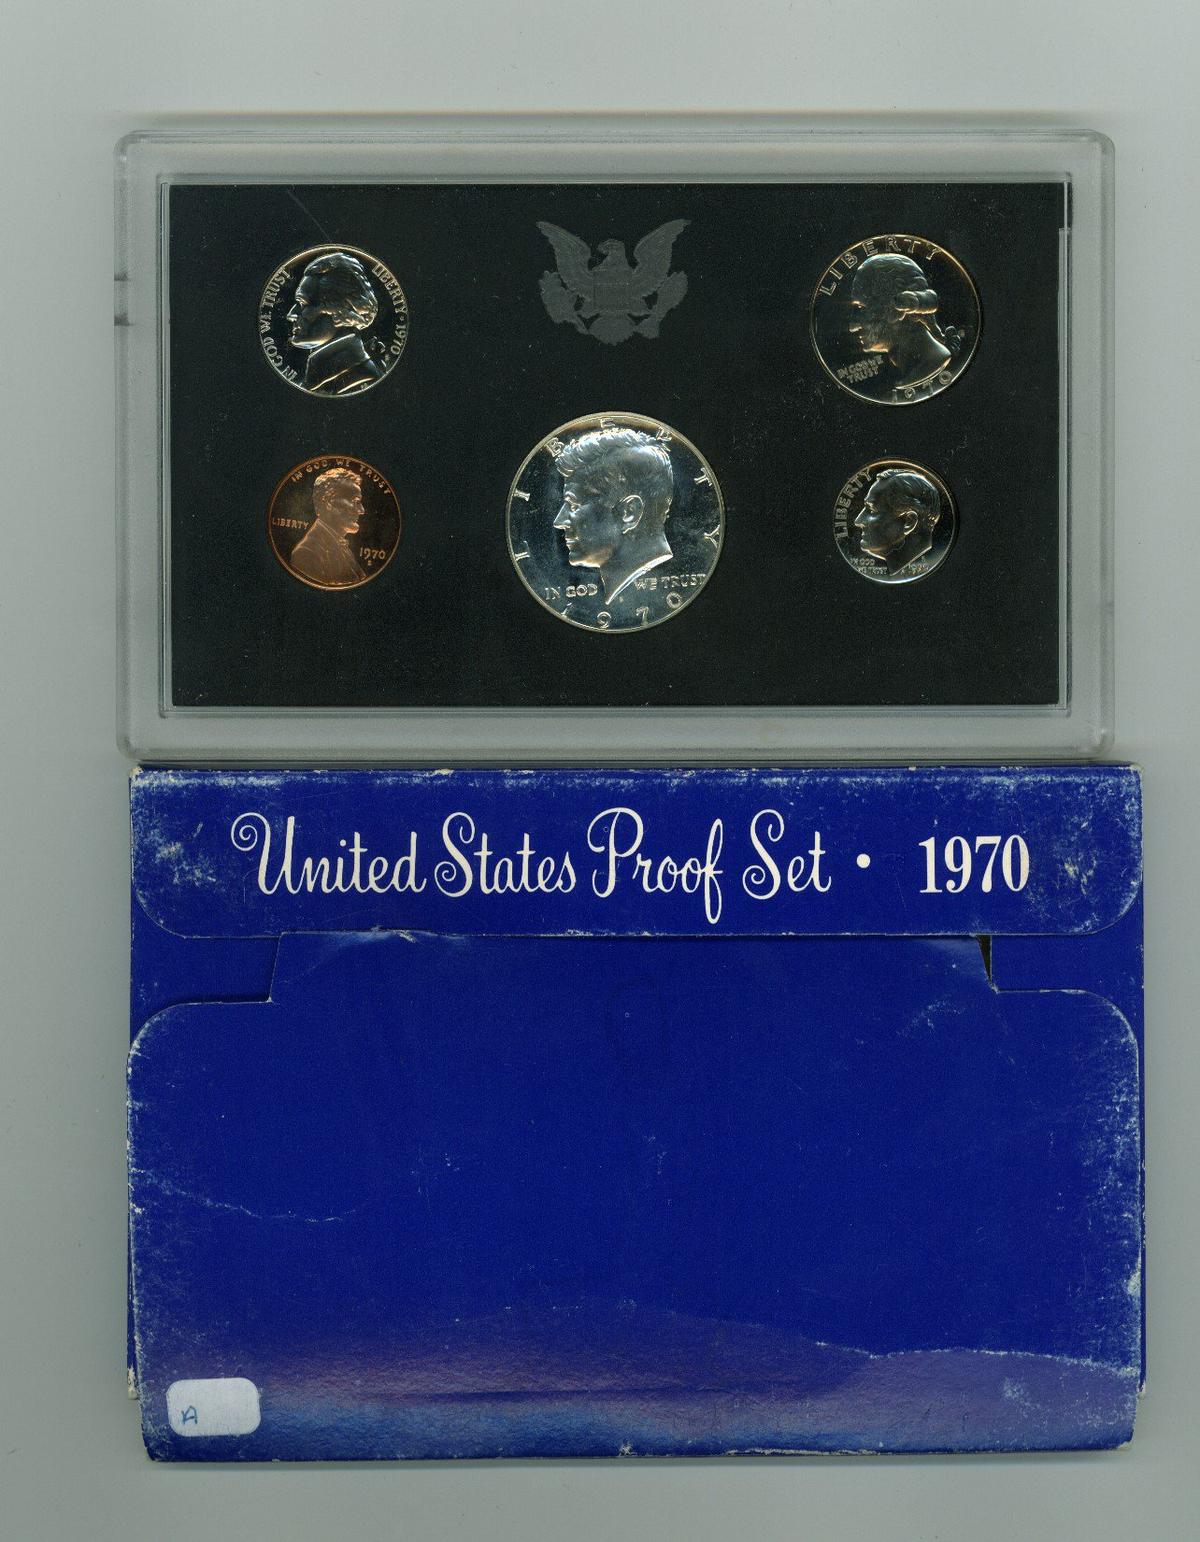 IN GOD WE TRUST
LIBERTY • 1970
LIBERTY
IN GOD WE TRUST
1970
IN GOD WE TRUST
LIBERTY
1970
S
LIBERTY
IN GOD WE TRUST
1970
LIBERTY
IN GOD
WE TRUST
1970
United States Proof Set • 1970
A